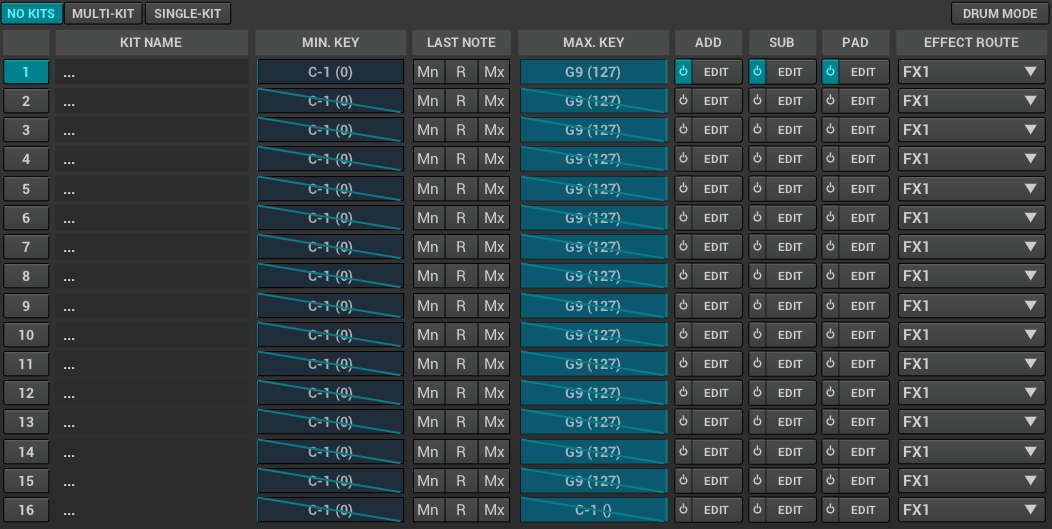 NO KITS MULTI-KIT SINGLE-KIT DRUM MODE
KIT NAME MIN. KEY LAST NOTE MAX. KEY ADD SUB PAD EFFECT ROUTE
1 ... C-1 (0) Mn R Mx G9 (127) EDIT EDIT EDIT FX1
2 ... C-1 (0) Mn R Mx G9 (127) EDIT EDIT EDIT FX1
3 ... C-1 (0) Mn R Mx G9 (127) EDIT EDIT EDIT FX1
4 ... C-1 (0) Mn R Mx G9 (127) EDIT EDIT EDIT FX1
5 ... C-1 (0) Mn R Mx G9 (127) EDIT EDIT EDIT FX1
6 ... C-1 (0) Mn R Mx G9 (127) EDIT EDIT EDIT FX1
7 ... C-1 (0) Mn R Mx G9 (127) EDIT EDIT EDIT FX1
8 ... C-1 (0) Mn R Mx G9 (127) EDIT EDIT EDIT FX1
9 ... C-1 (0) Mn R Mx G9 (127) EDIT EDIT EDIT FX1
10 ... C-1 (0) Mn R Mx G9 (127) EDIT EDIT EDIT FX1
11 ... C-1 (0) Mn R Mx G9 (127) EDIT EDIT EDIT FX1
12 ... C-1 (0) Mn R Mx G9 (127) EDIT EDIT EDIT FX1
13 ... C-1 (0) Mn R Mx G9 (127) EDIT EDIT EDIT FX1
14 ... C-1 (0) Mn R Mx G9 (127) EDIT EDIT EDIT FX1
15 ... C-1 (0) Mn R Mx G9 (127) EDIT EDIT EDIT FX1
16 ... C-1 (0) Mn R Mx C-1 () EDIT EDIT EDIT FX1